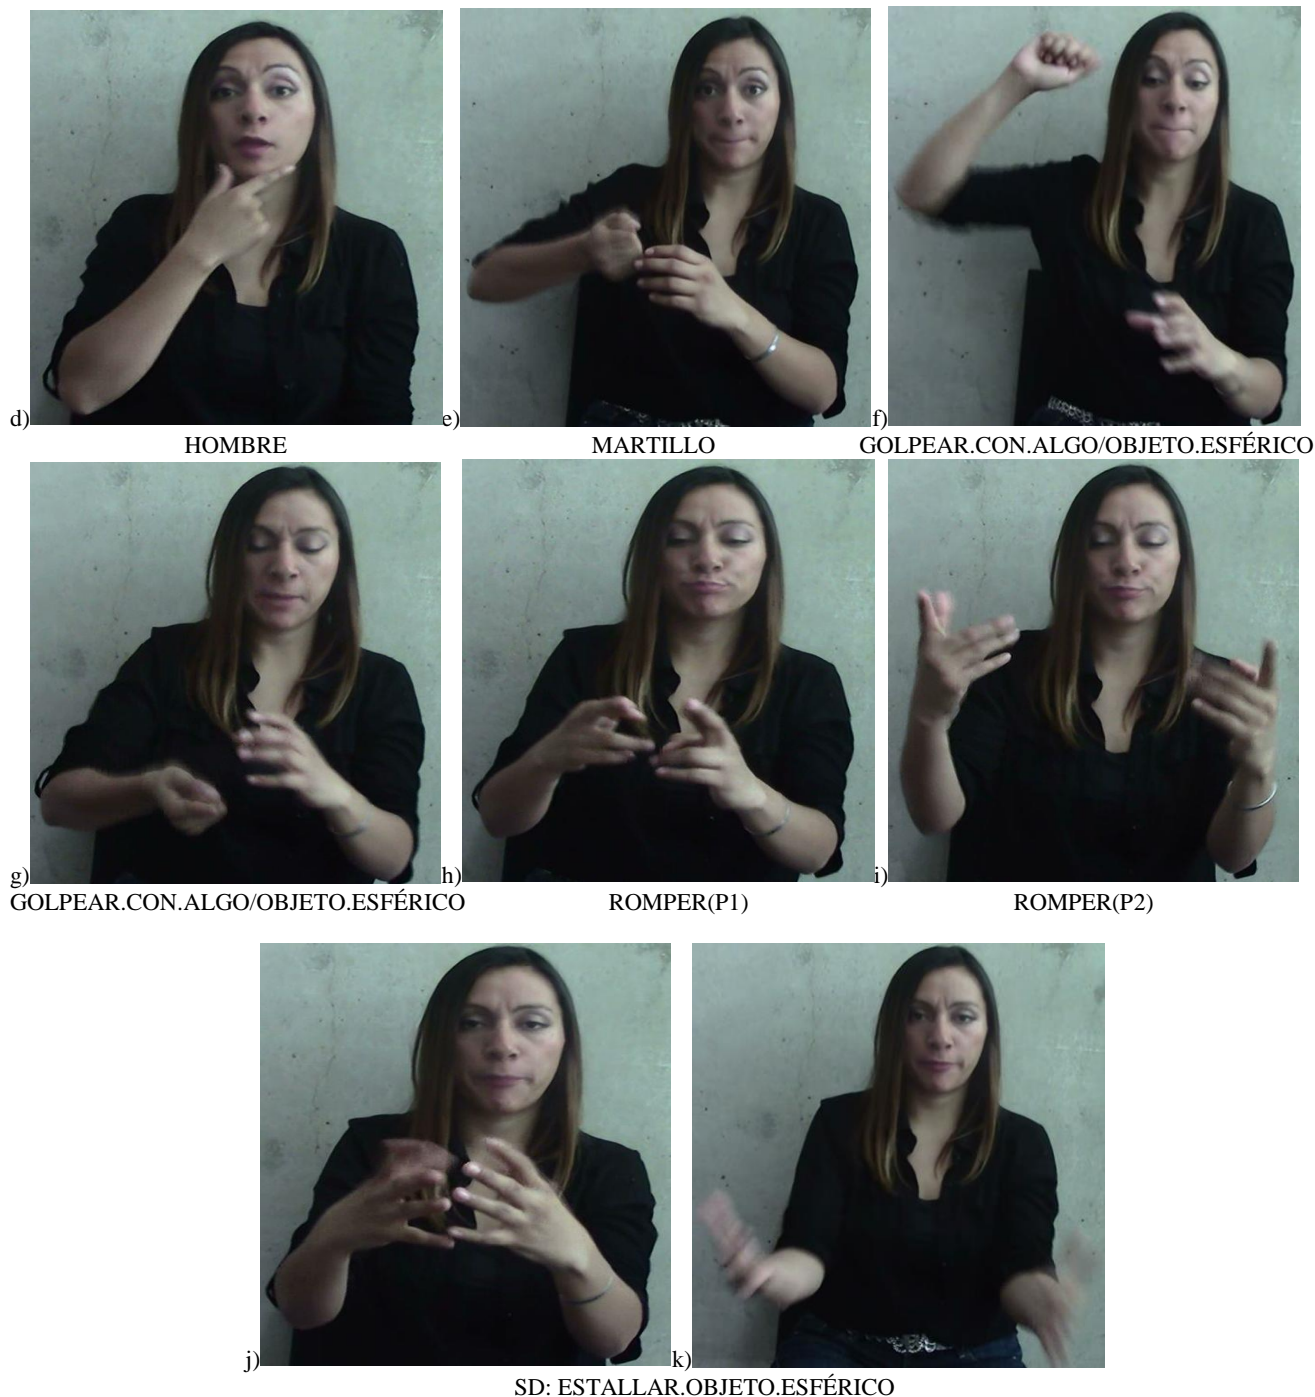 d) e) f)
HOMBRE MARTILLO GOLPEAR.CON.ALGO/OBJETO.ESFÉRICO
g) h) i)
GOLPEAR.CON.ALGO/OBJETO.ESFÉRICO ROMPER(P1) ROMPER(P2)
j) k)
SD: ESTALLAR.OBJETO.ESFÉRICO